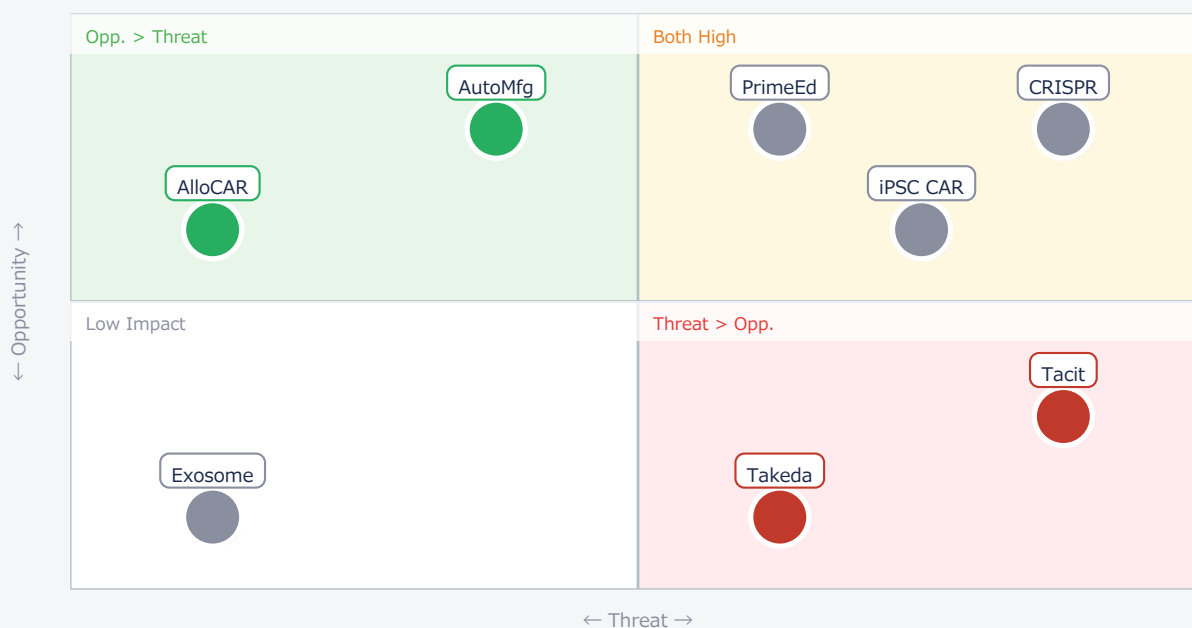 Opp. > Threat
Both High
AutoMfg
PrimeEd
CRISPR
AlloCAR
iPSC CAR
← Opportunity →
Low Impact
Threat > Opp.
Tacit
Exosome
Takeda
← Threat →